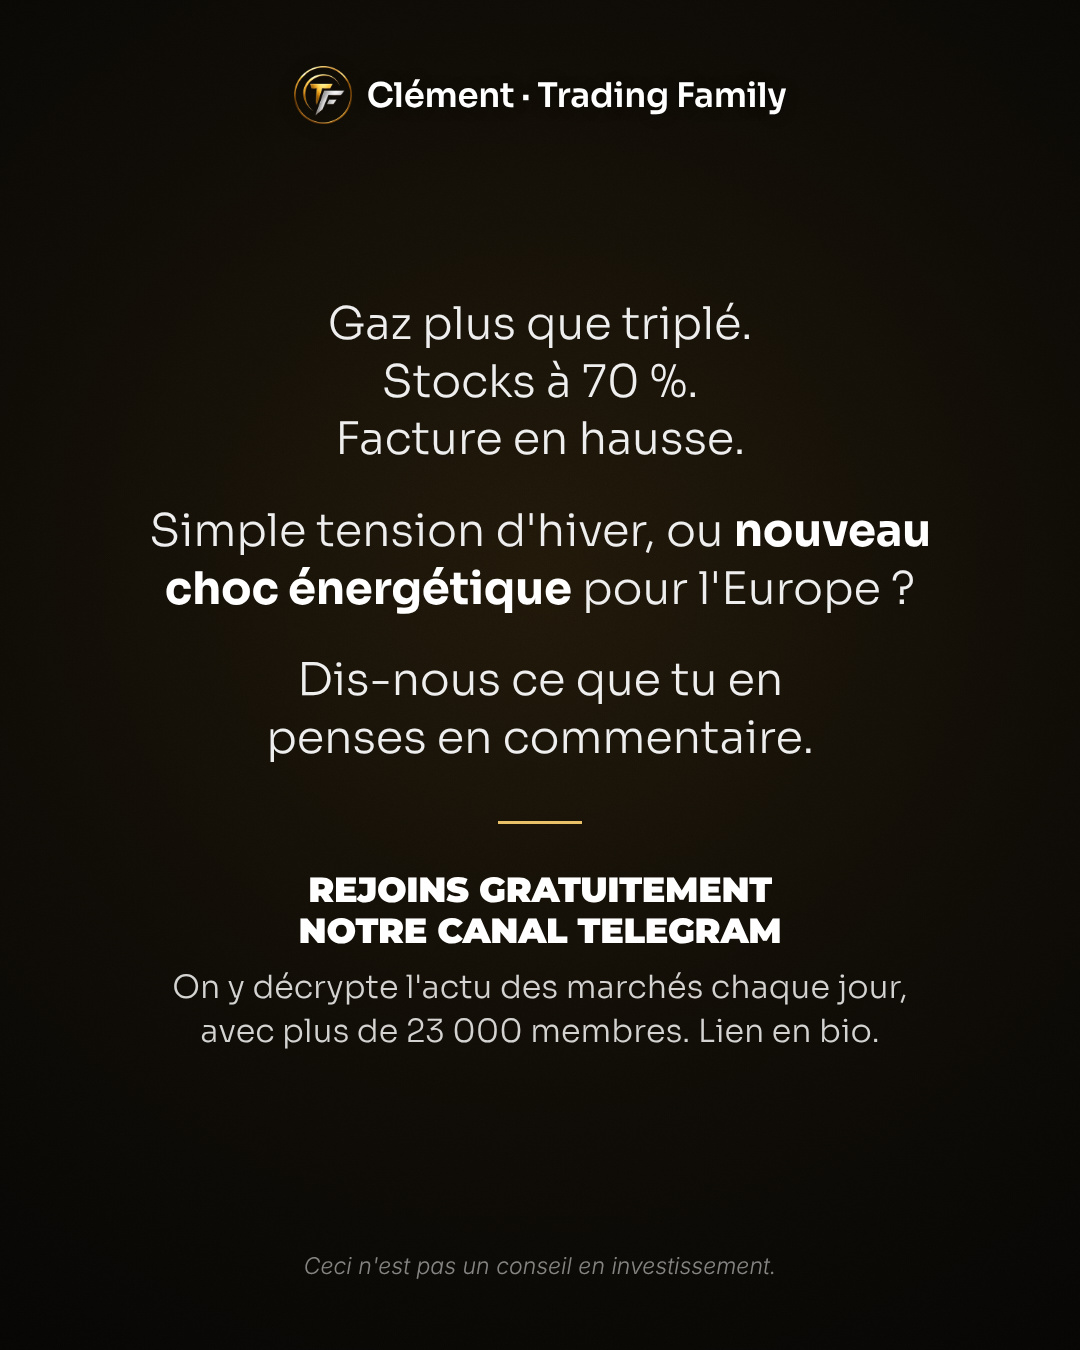 TF Clément · Trading Family
Gaz plus que triplé.
Stocks à 70 %.
Facture en hausse.
Simple tension d'hiver, ou nouveau
choc énergétique pour l'Europe ?
Dis-nous ce que tu en
penses en commentaire.
REJOINS GRATUITEMENT
NOTRE CANAL TELEGRAM
On y décrypte l'actu des marchés chaque jour,
avec plus de 23 000 membres. Lien en bio.
Ceci n'est pas un conseil en investissement.